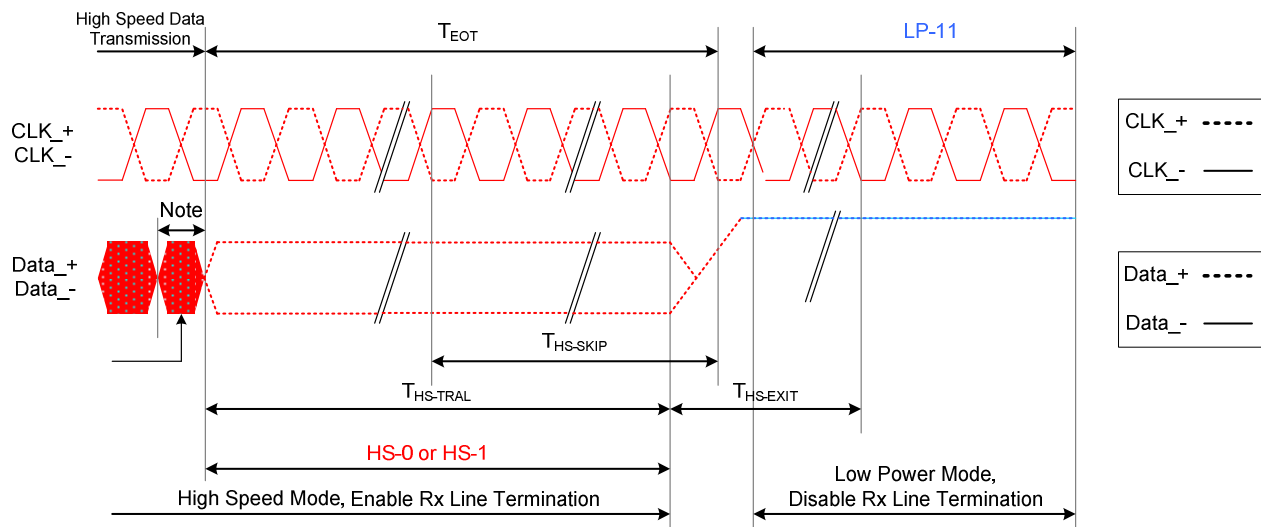 High Speed Data
Transmission
TEOT
LP-11
CLK_+
CLK_-
CLK_+
CLK_-
Note
Data_+
Data_-
Data_+
Data_-
THS-SKIP
THS-TRAL
THS-EXIT
HS-0 or HS-1
High Speed Mode, Enable Rx Line Termination
Low Power Mode,
Disable Rx Line Termination